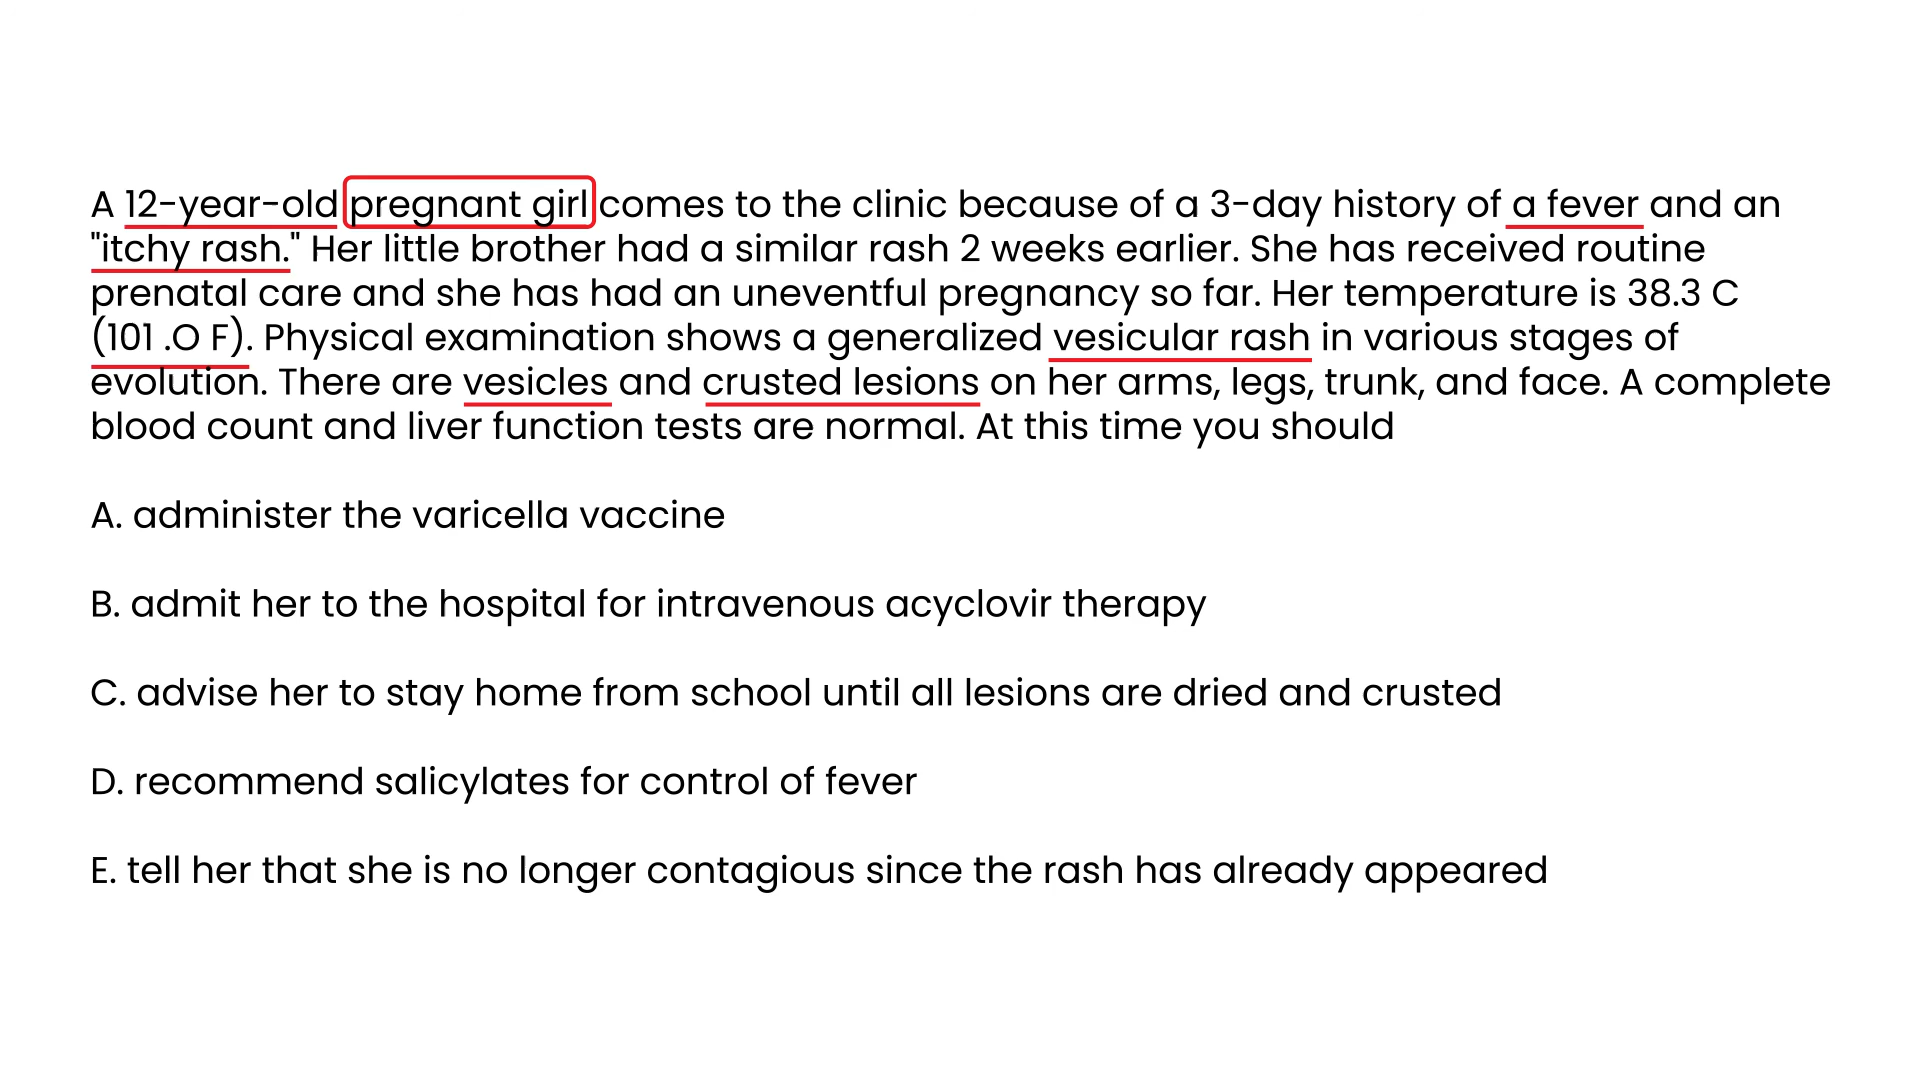 A 12-year-old pregnant girl comes to the clinic because of a 3-day history of a fever and an
"itchy rash." Her little brother had a similar rash 2 weeks earlier. She has received routine
prenatal care and she has had an uneventful pregnancy so far. Her temperature is 38.3 C
(101 .O F). Physical examination shows a generalized vesicular rash in various stages of
evolution. There are vesicles and crusted lesions on her arms, legs, trunk, and face. A complete
blood count and liver function tests are normal. At this time you should
A. administer the varicella vaccine
B. admit her to the hospital for intravenous acyclovir therapy
C. advise her to stay home from school until all lesions are dried and crusted
D. recommend salicylates for control of fever
E. tell her that she is no longer contagious since the rash has already appeared